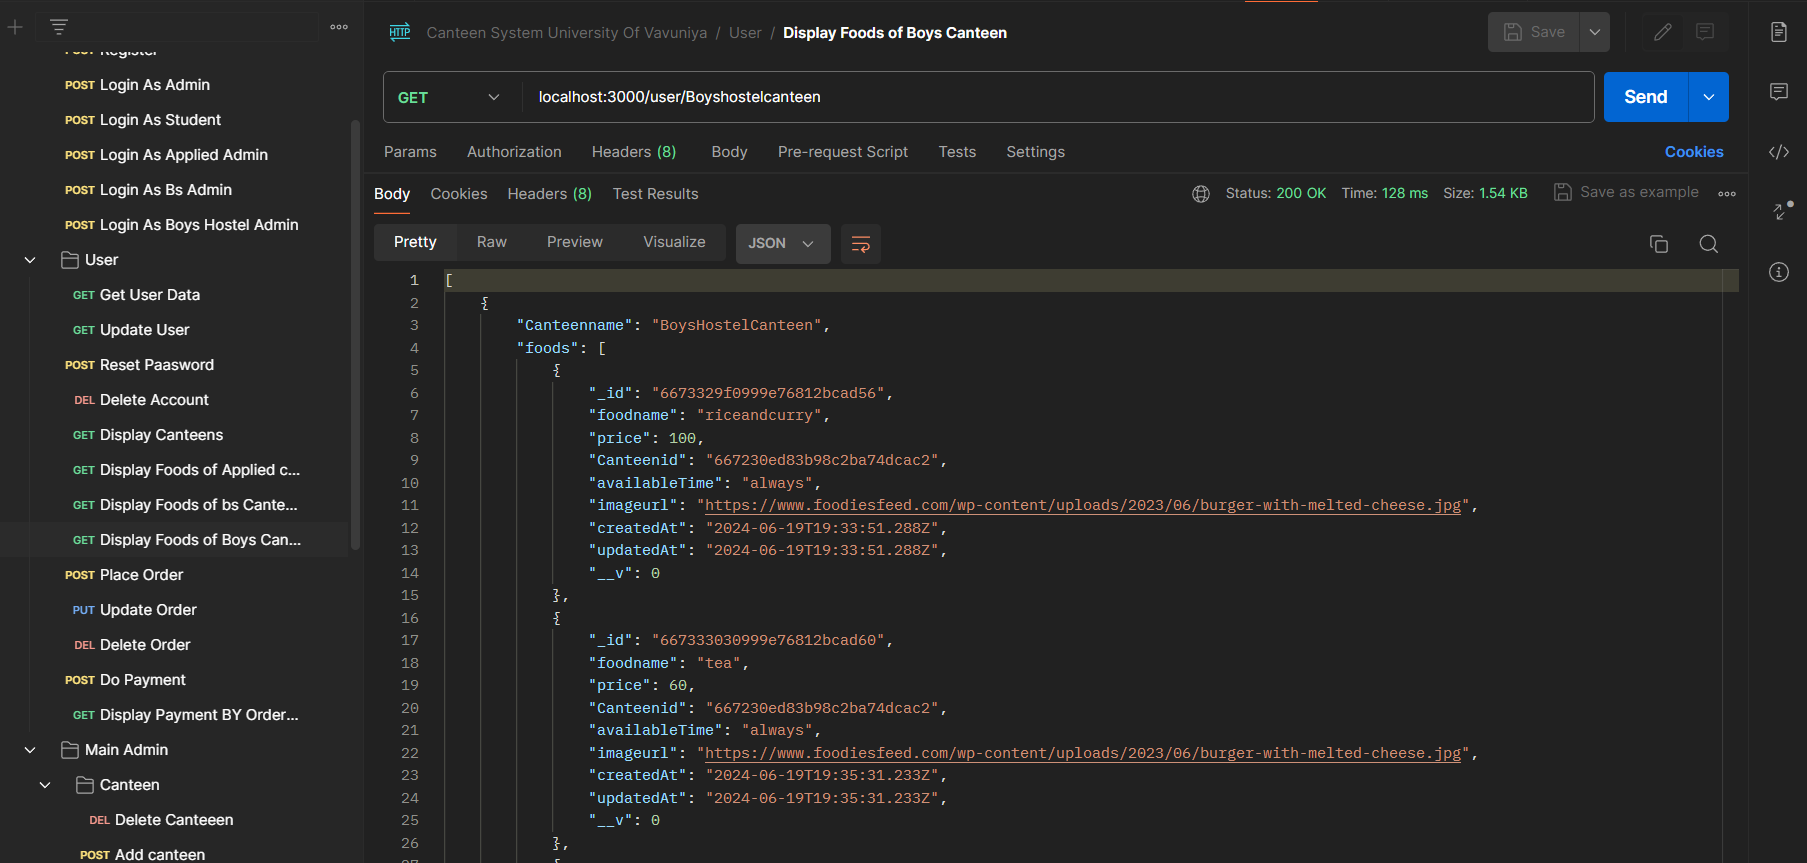 POST Register
POST Login As Admin
POST Login As Student
POST Login As Applied Admin
POST Login As Bs Admin
POST Login As Boys Hostel Admin
User
GET Get User Data
GET Update User
POST Reset Paasword
DEL Delete Account
GET Display Canteens
GET Display Foods of Applied c...
GET Display Foods of bs Cante...
GET Display Foods of Boys Can...
POST Place Order
PUT Update Order
DEL Delete Order
POST Do Payment
GET Display Payment BY Order...
Main Admin
Canteen
DEL Delete Canteeen
POST Add canteen
HTTP Canteen System University Of Vavuniya / User / Display Foods of Boys Canteen
Save
GET localhost:3000/user/Boyshostelcanteen Send
Params Authorization Headers (8) Body Pre-request Script Tests Settings Cookies
Body Cookies Headers (8) Test Results Status: 200 OK Time: 128 ms Size: 1.54 KB Save as example
Pretty Raw Preview Visualize JSON
1 [
2 {
3 "Canteenname": "BoysHostelCanteen",
4 "foods": [
5 {
6 "_id": "6673329f0999e76812bcad56",
7 "foodname": "riceandcurry",
8 "price": 100,
9 "Canteenid": "667230ed83b98c2ba74dcac2",
10 "availableTime": "always",
11 "imageurl": "https://www.foodiesfeed.com/wp-content/uploads/2023/06/burger-with-melted-cheese.jpg",
12 "createdAt": "2024-06-19T19:33:51.288Z",
13 "updatedAt": "2024-06-19T19:33:51.288Z",
14 "__v": 0
15 },
16 {
17 "_id": "667333030999e76812bcad60",
18 "foodname": "tea",
19 "price": 60,
20 "Canteenid": "667230ed83b98c2ba74dcac2",
21 "availableTime": "always",
22 "imageurl": "https://www.foodiesfeed.com/wp-content/uploads/2023/06/burger-with-melted-cheese.jpg",
23 "createdAt": "2024-06-19T19:35:31.233Z",
24 "updatedAt": "2024-06-19T19:35:31.233Z",
25 "__v": 0
26 },
27 {